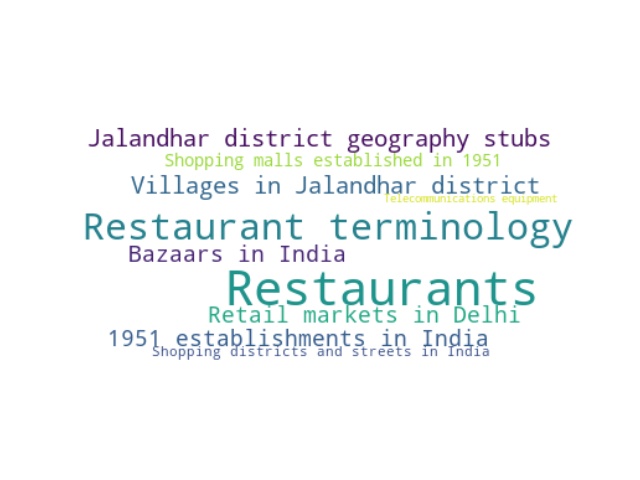 Jalandhar district geography stubs
Shopping malls established in 1951
Villages in Jalandhar district
Telecommunications equipment
Restaurant terminology
Bazaars in India
Restaurants
Retail markets in Delhi
1951 establishments in India
Shopping districts and streets in India